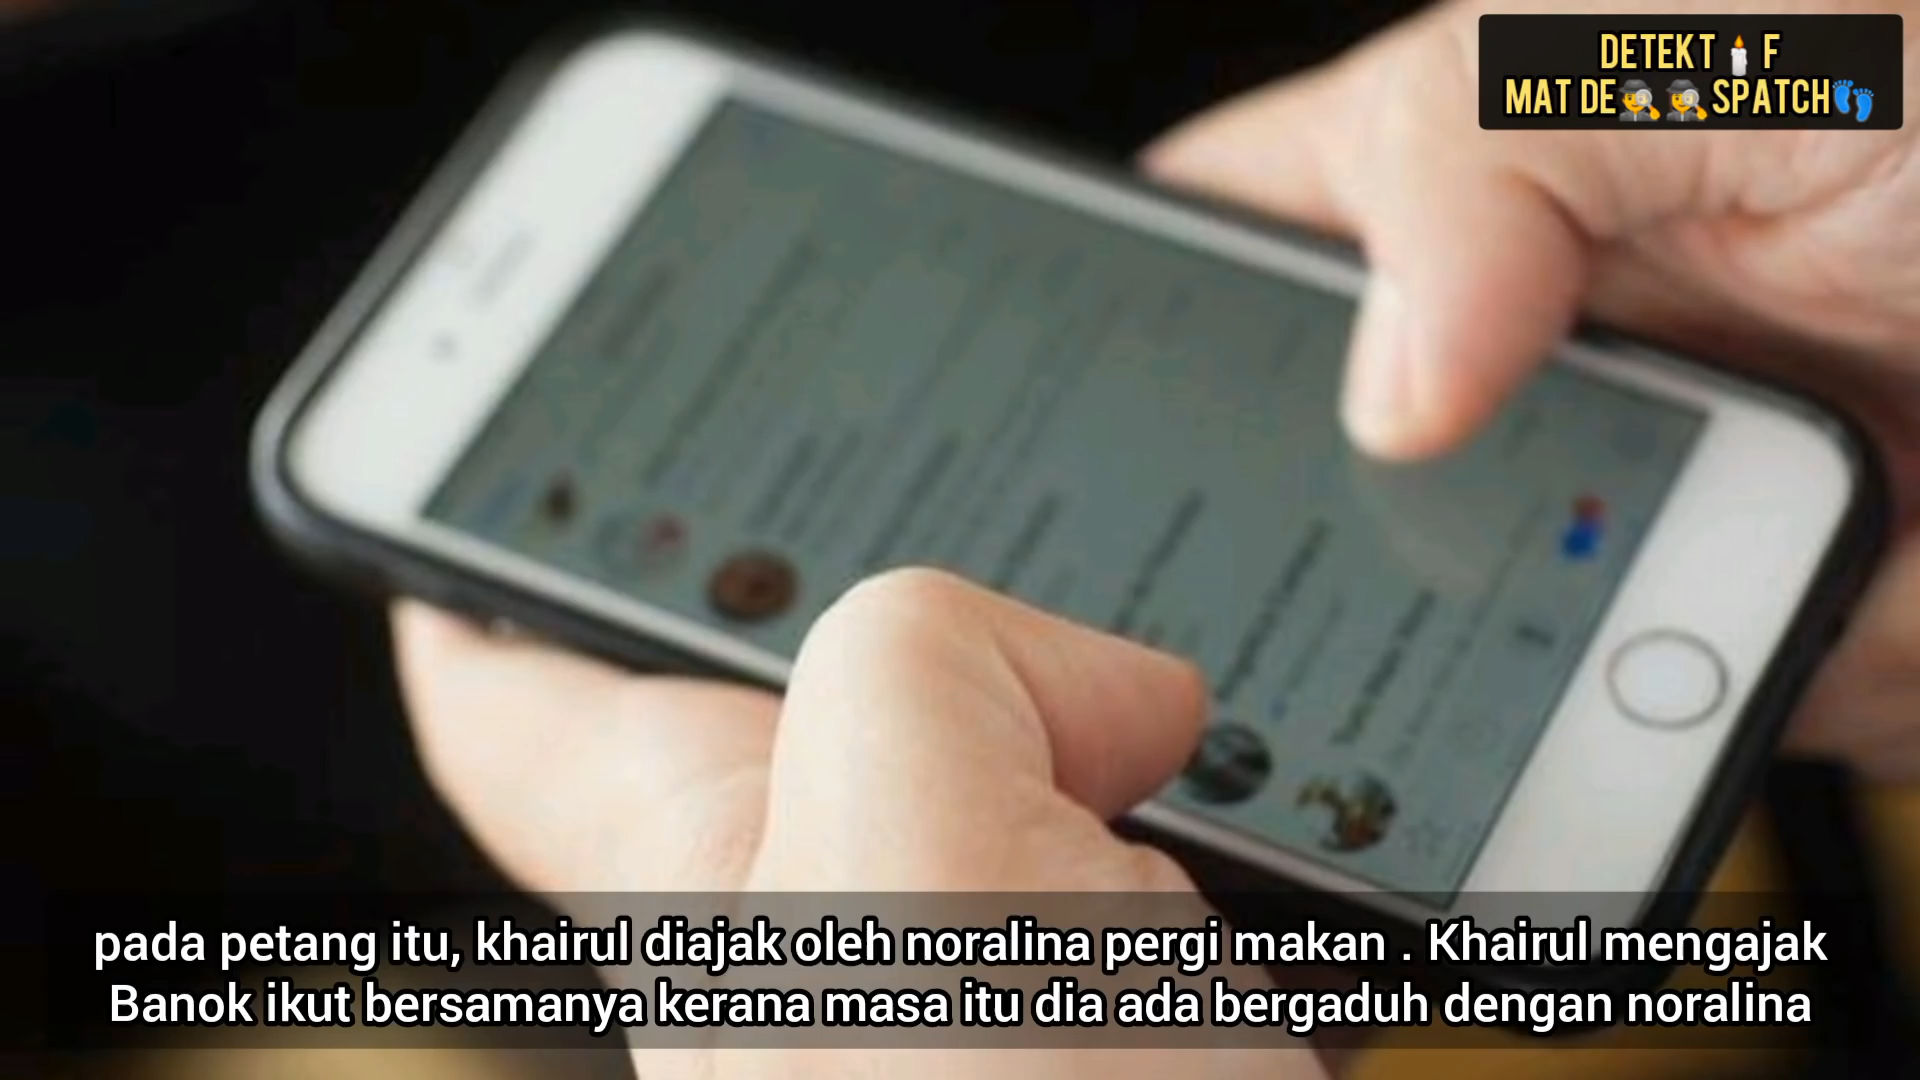 DETEKT🕯️F
MAT DE🕵️🕵️SPATCH👣
pada petang itu, khairul diajak oleh noralina pergi makan . Khairul mengajak
Banok ikut bersamanya kerana masa itu dia ada bergaduh dengan noralina